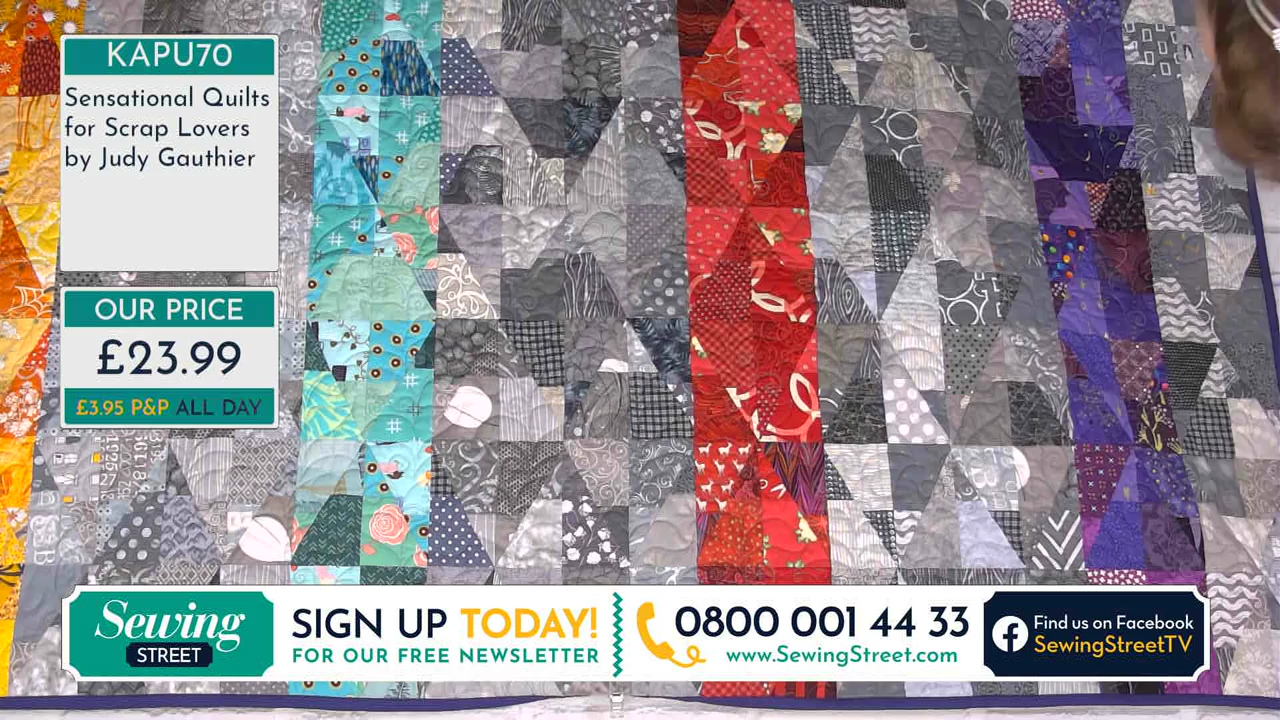 KAPU70
Sensational Quilts
for Scrap Lovers
by Judy Gauthier
OUR PRICE
£23.99
£3.95 P&P ALL DAY
Sewing
STREET
SIGN UP TODAY!
FOR OUR FREE NEWSLETTER
0800 001 44 33
www.SewingStreet.com
Find us on Facebook
SewingStreetTV